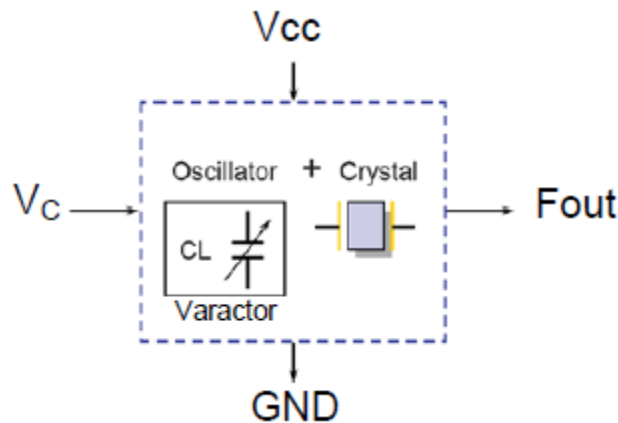 Vcc
Oscillator + Crystal
VC
Fout
CL
Varactor
GND